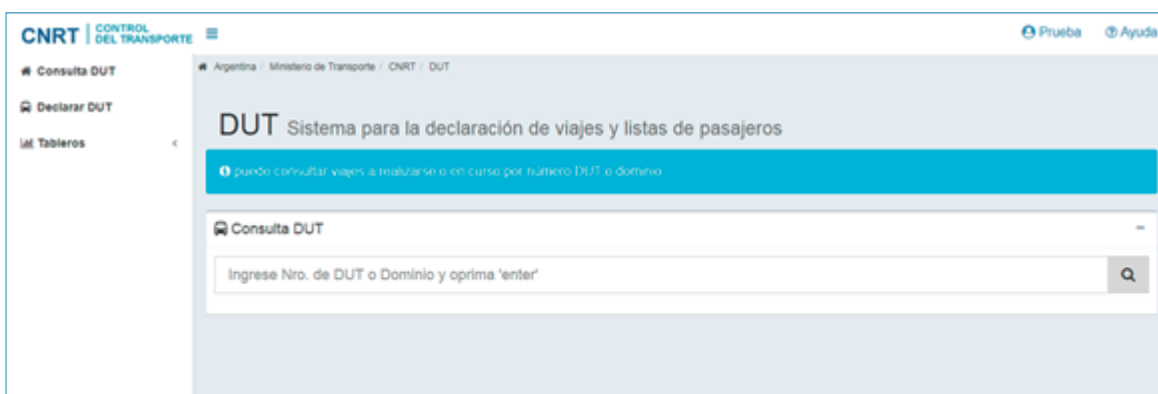 CNRT CONTROL DEL TRANSPORTE
Prueba Ayuda
Consulta DUT
Declarar DUT
Tableros
Argentina / Ministerio de Transporte / CNRT / DUT
DUT Sistema para la declaración de viajes y listas de pasajeros
puede consultar viajes a realizarse o en curso por número DUT o dominio
Consulta DUT
Ingrese Nro. de DUT o Dominio y oprima 'enter'